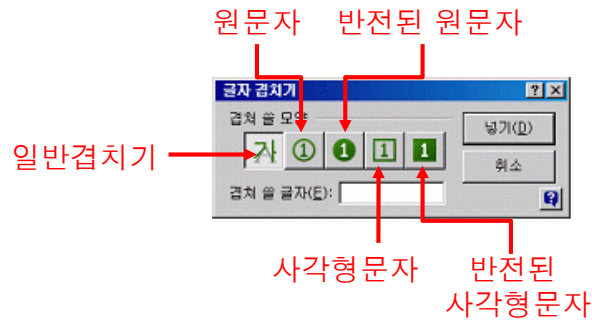 원문자 반전된 원문자
글자 겹치기
겹쳐 쓸 모양
넣기(D)
일반겹치기
가 1 1 1 1
취소
겹쳐 쓸 글자(E):
사각형문자 반전된
사각형문자